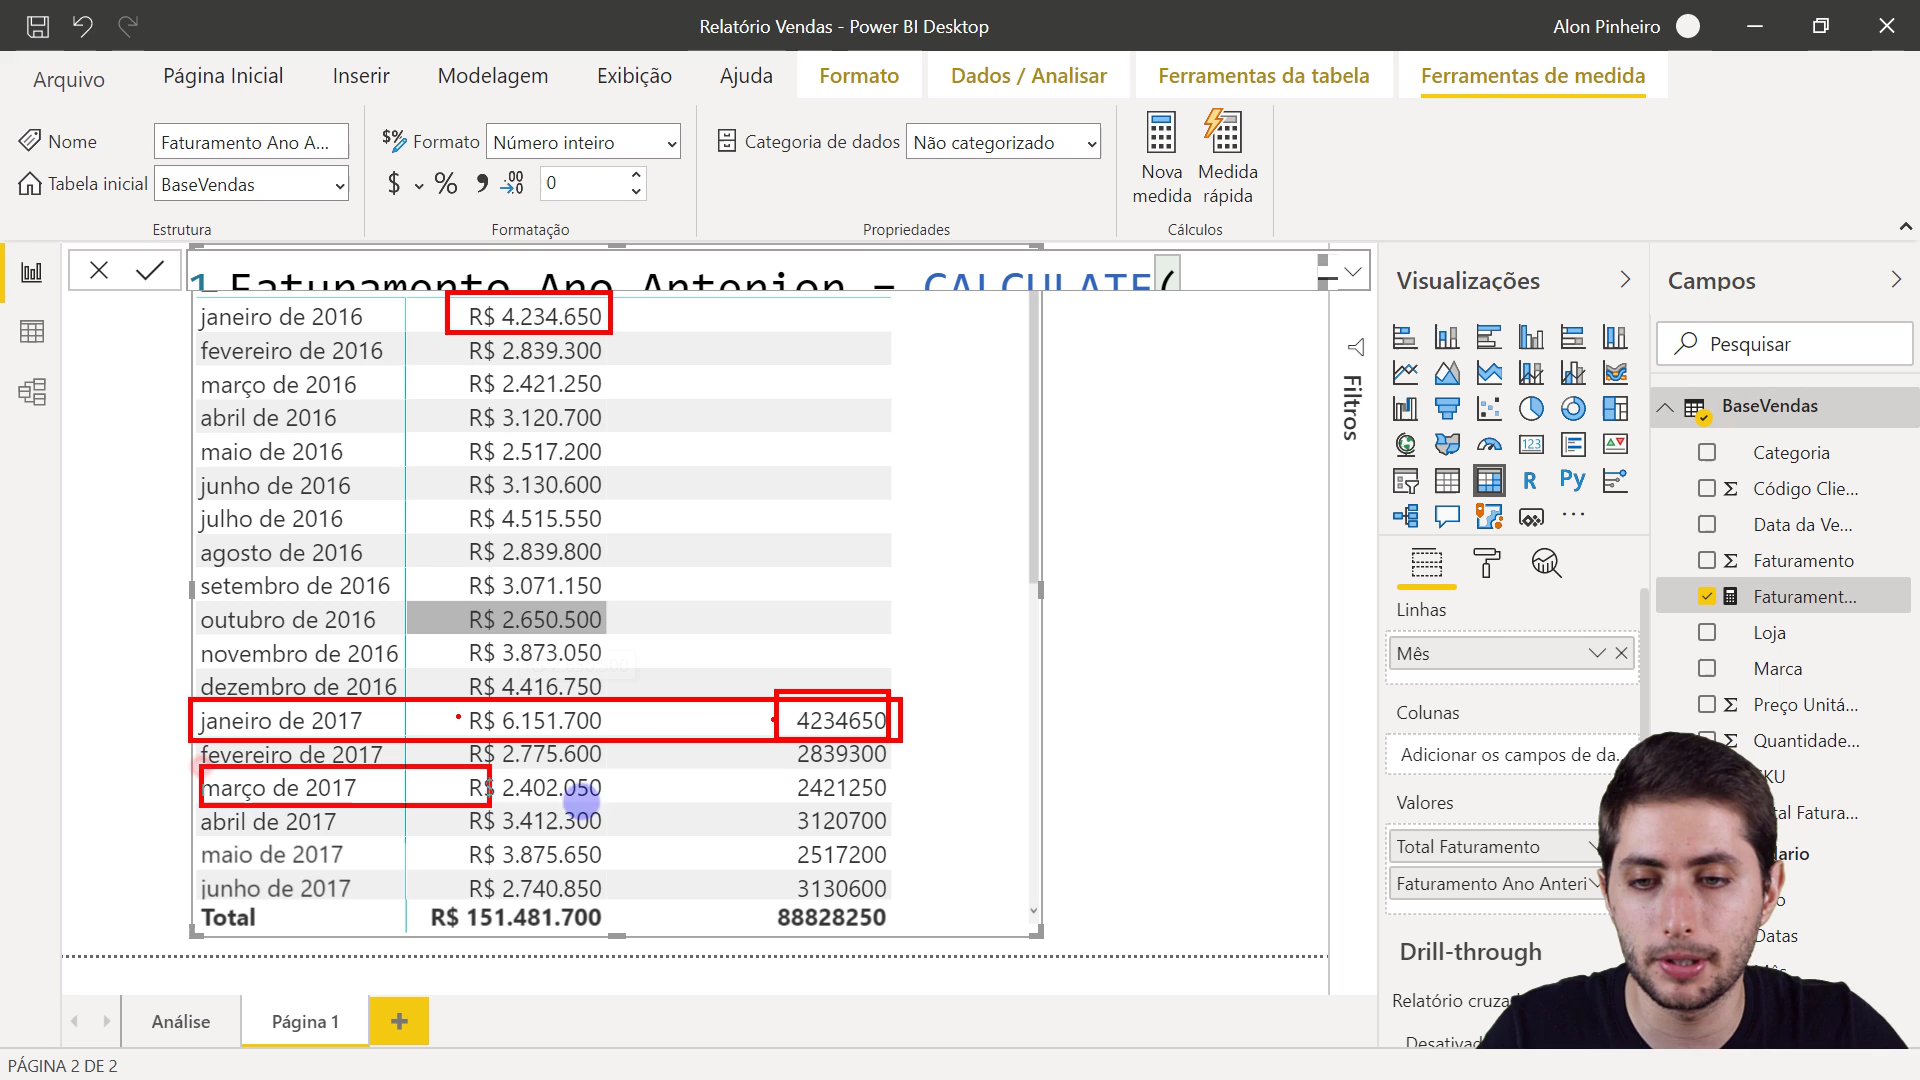 Relatório Vendas - Power BI Desktop
Alon Pinheiro
Arquivo
Página Inicial
Inserir
Modelagem
Exibição
Ajuda
Formato
Dados / Analisar
Ferramentas da tabela
Ferramentas de medida
Nome
Faturamento Ano A...
Tabela inicial
BaseVendas
Estrutura
$%
Formato
Número inteiro
$
%
.00
0
Formatação
Categoria de dados
Não categorizado
Propriedades
Nova medida
Medida rápida
Cálculos
1 Faturamento Ano Anterior = CALCULATE(
janeiro de 2016 R$ 4.234.650
fevereiro de 2016 R$ 2.839.300
março de 2016 R$ 2.421.250
abril de 2016 R$ 3.120.700
maio de 2016 R$ 2.517.200
junho de 2016 R$ 3.130.600
julho de 2016 R$ 4.515.550
agosto de 2016 R$ 2.839.800
setembro de 2016 R$ 3.071.150
outubro de 2016 R$ 2.650.500
novembro de 2016 R$ 3.873.050
dezembro de 2016 R$ 4.416.750
janeiro de 2017 R$ 6.151.700 4234650
fevereiro de 2017 R$ 2.775.600 2839300
março de 2017 R$ 2.402.050 2421250
abril de 2017 R$ 3.412.300 3120700
maio de 2017 R$ 3.875.650 2517200
junho de 2017 R$ 2.740.850 3130600
Total R$ 151.481.700 88828250
Filtros
Visualizações
123
R
Py
...
Linhas
Mês
Colunas
Adicionar os campos de da...
Valores
Total Faturamento
Faturamento Ano Anteri
Drill-through
Relatório cruza
Desativad
Campos
Pesquisar
BaseVendas
Categoria
Código Clie...
Data da Ve...
Faturamento
Faturament...
Loja
Marca
Preço Unitá...
Quantidade...
KU
tal Fatura...
ario
o
Datas
Análise
Página 1
+
PÁGINA 2 DE 2